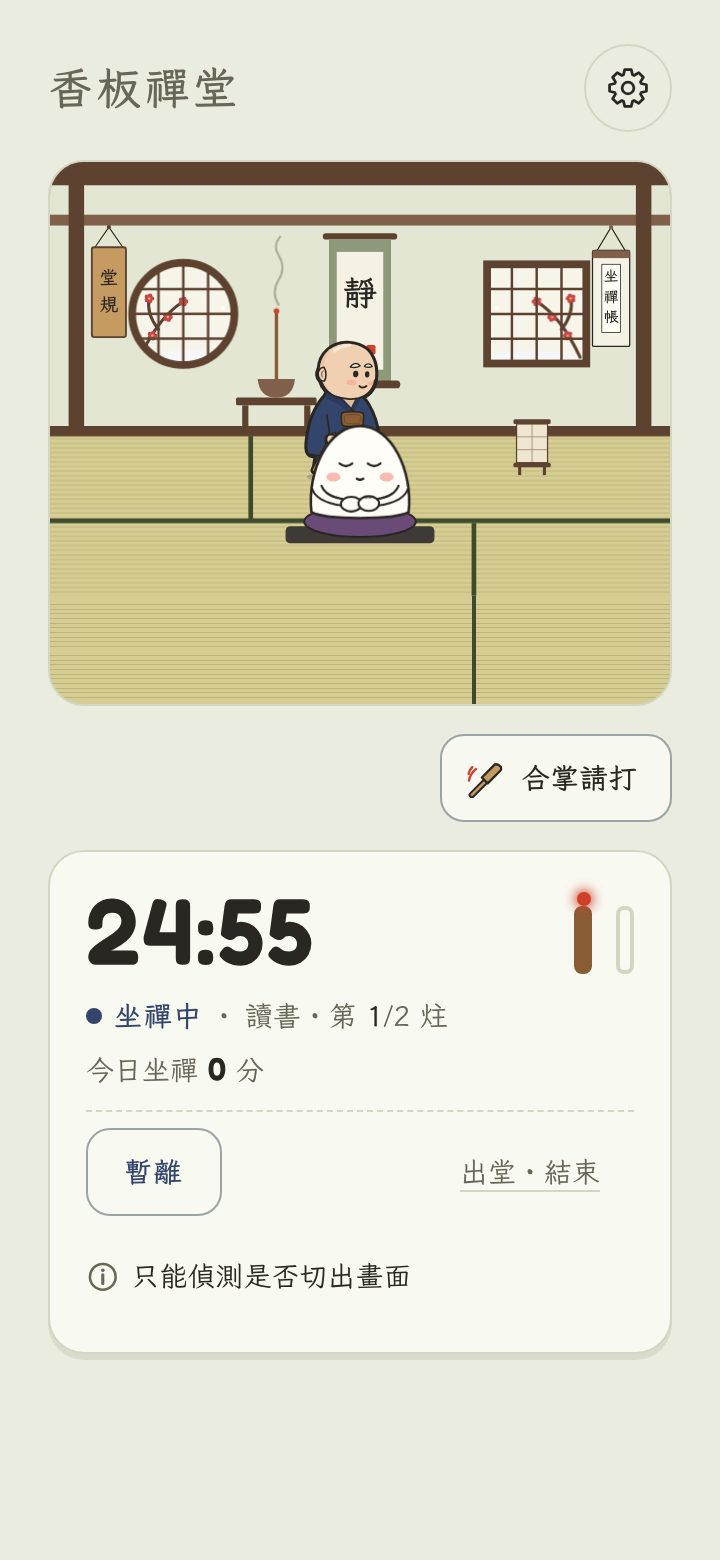 香板禪堂
堂規
靜
坐禪帳
合掌請打
24:55
坐禪中 · 讀書 · 第 1/2 炷
今日坐禪 0 分
暫離
出堂 · 結束
只能偵測是否切出畫面